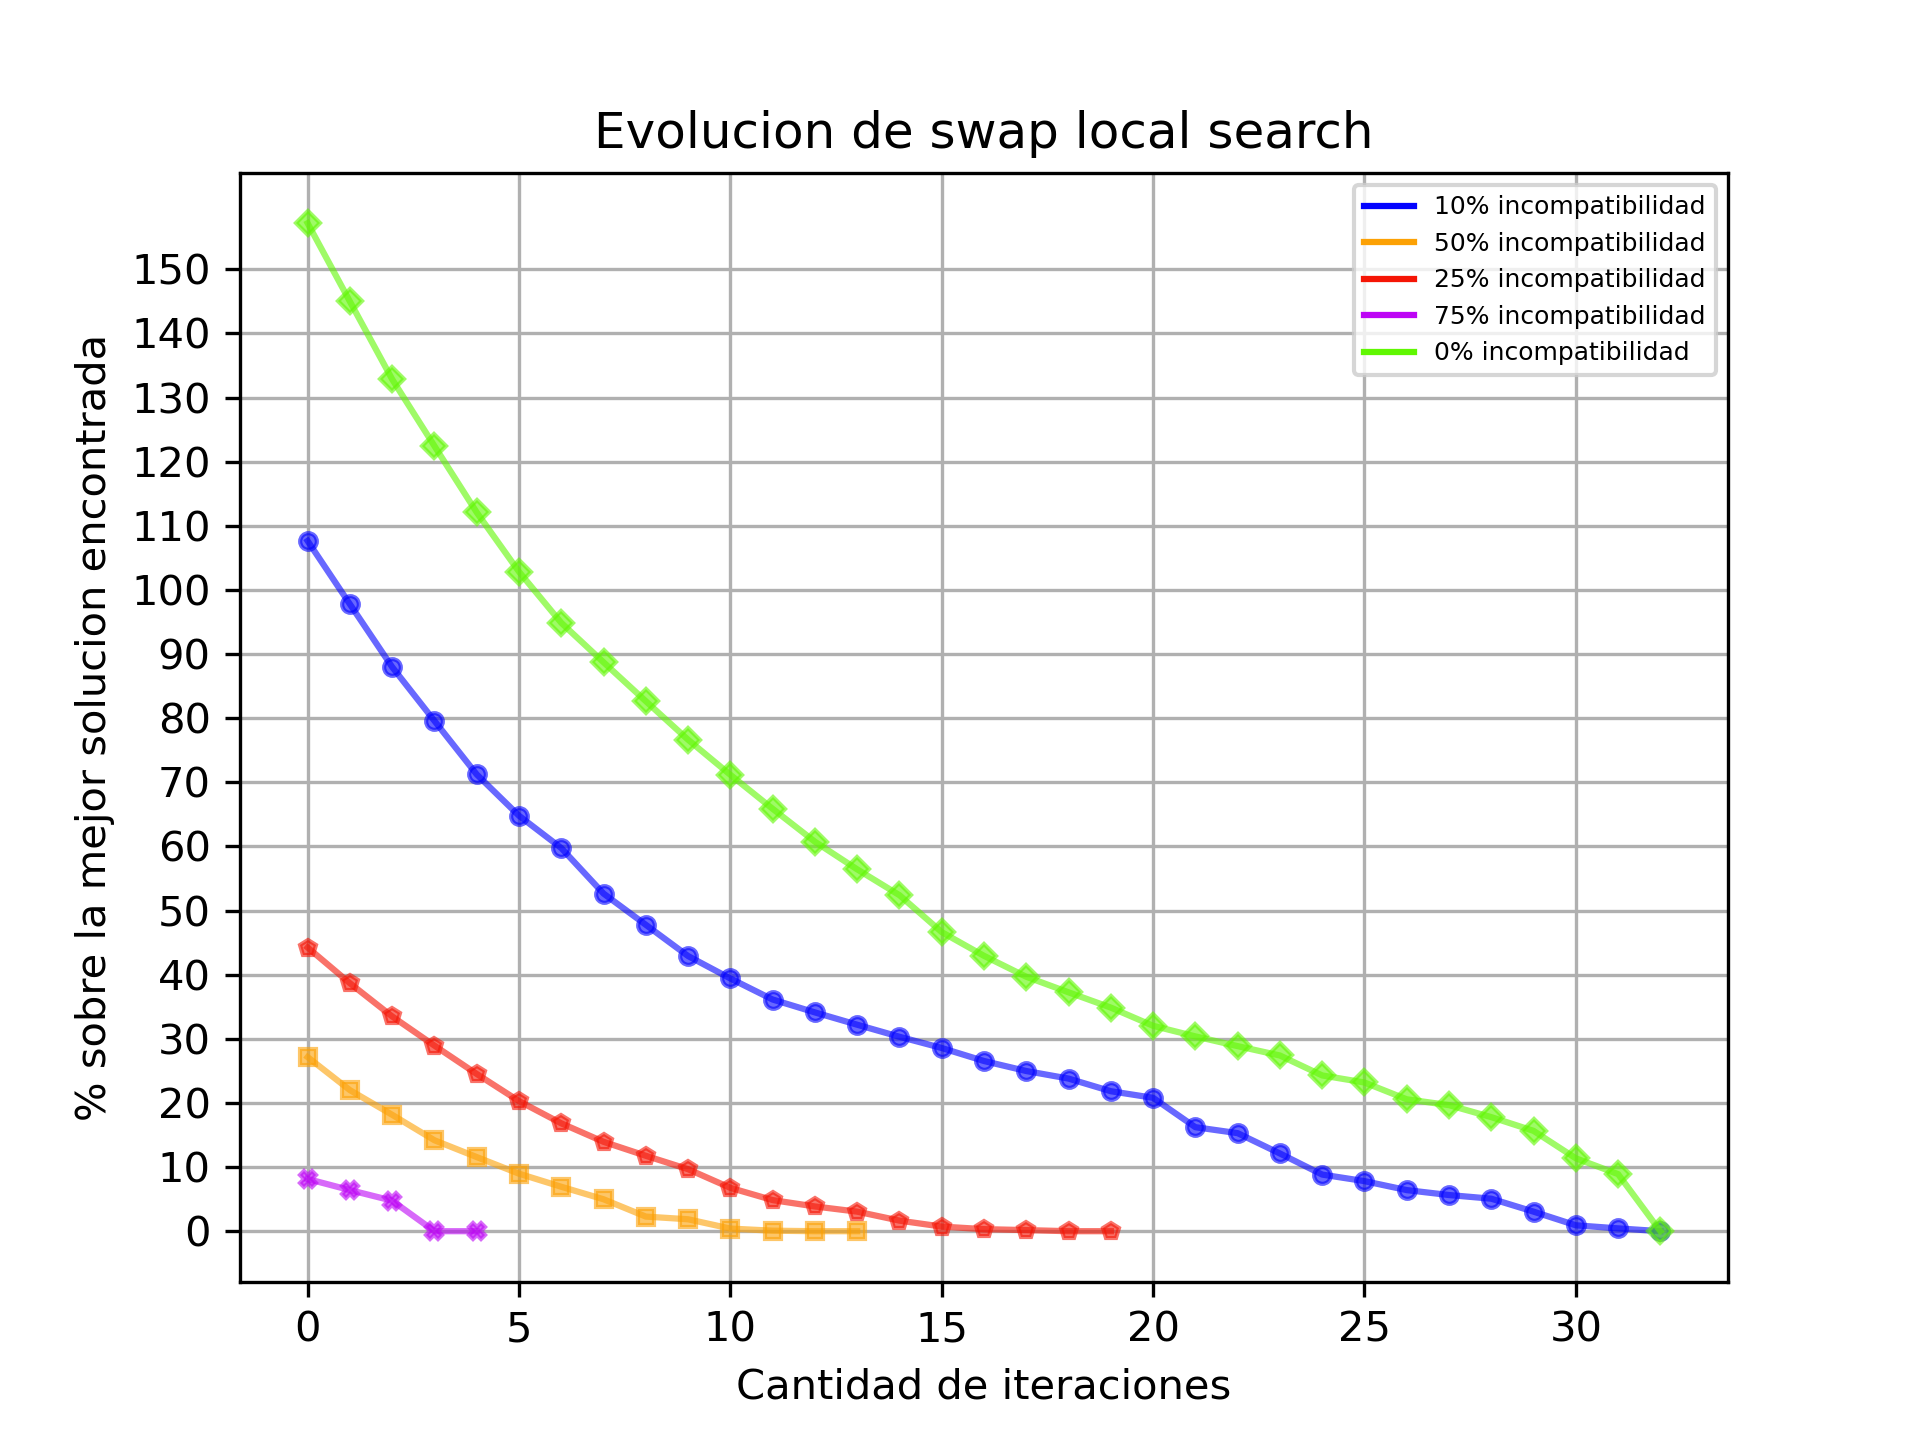 Evolucion de swap local search
10% incompatibilidad
50% incompatibilidad
25% incompatibilidad
75% incompatibilidad
0% incompatibilidad
% sobre la mejor solucion encontrada
150
140
130
120
110
100
90
80
70
60
50
40
30
20
10
0
0 5 10 15 20 25 30
Cantidad de iteraciones